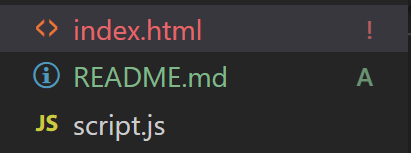 <> index.html !
i README.md A
JS script.js